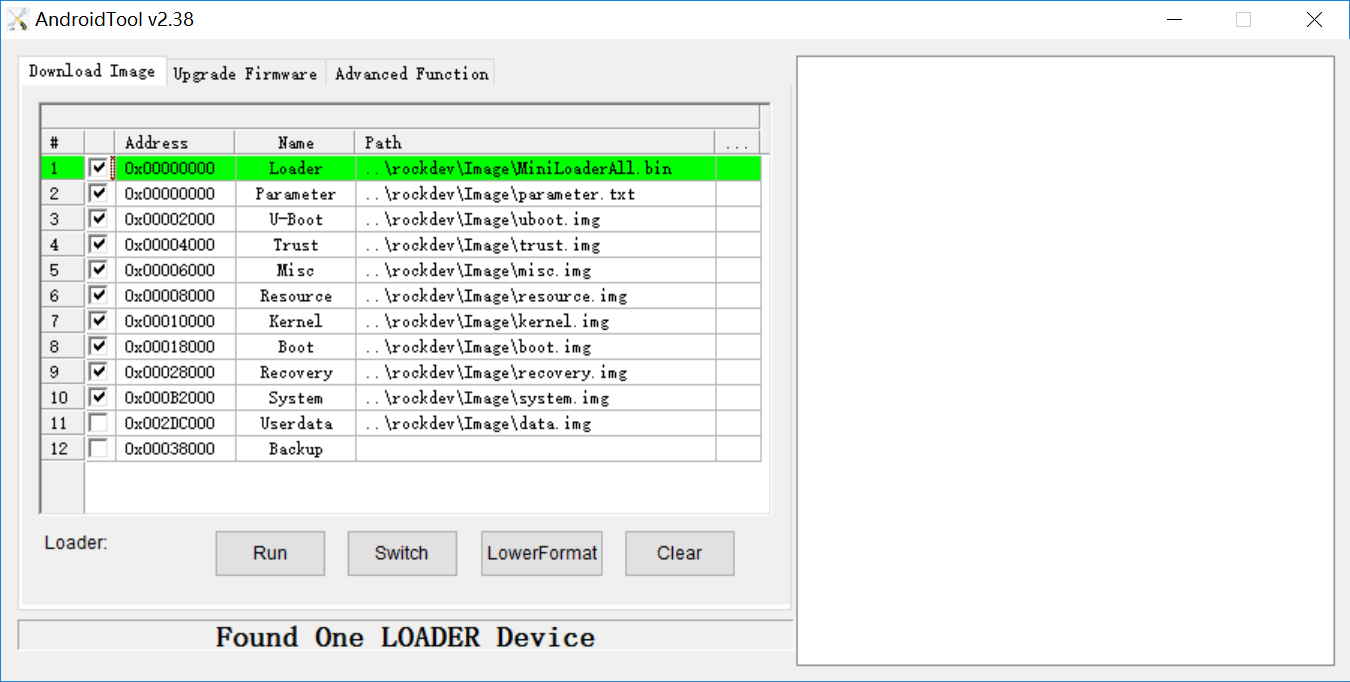 AndroidTool v2.38
Download Image Upgrade Firmware Advanced Function
# Address Name Path ...
1 0x00000000 Loader ..\rockdev\Image\MiniLoaderAll.bin
2 0x00000000 Parameter ..\rockdev\Image\parameter.txt
3 0x00002000 U-Boot ..\rockdev\Image\uboot.img
4 0x00004000 Trust ..\rockdev\Image\trust.img
5 0x00006000 Misc ..\rockdev\Image\misc.img
6 0x00008000 Resource ..\rockdev\Image\resource.img
7 0x00010000 Kernel ..\rockdev\Image\kernel.img
8 0x00018000 Boot ..\rockdev\Image\boot.img
9 0x00028000 Recovery ..\rockdev\Image\recovery.img
10 0x000B2000 System ..\rockdev\Image\system.img
11 0x002DC000 Userdata ..\rockdev\Image\data.img
12 0x00038000 Backup
Loader: Run Switch LowerFormat Clear
Found One LOADER Device